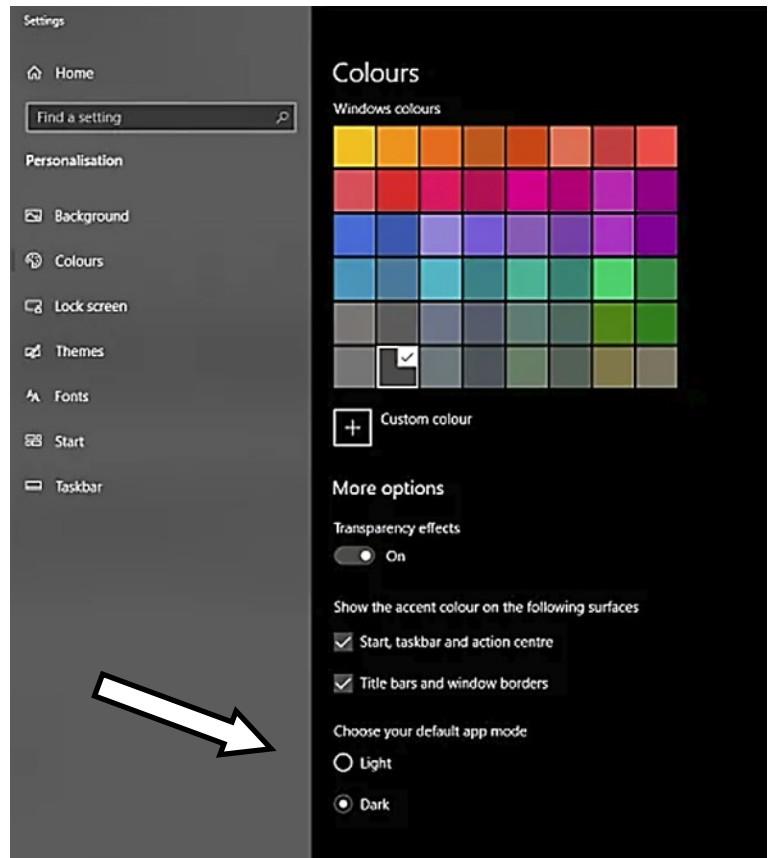 Settings
Home
Find a setting
Personalisation
Background
Colours
Lock screen
Themes
Fonts
Start
Taskbar
Colours
Windows colours
Custom colour
More options
Transparency effects
On
Show the accent colour on the following surfaces
Start, taskbar and action centre
Title bars and window borders
Choose your default app mode
Light
Dark